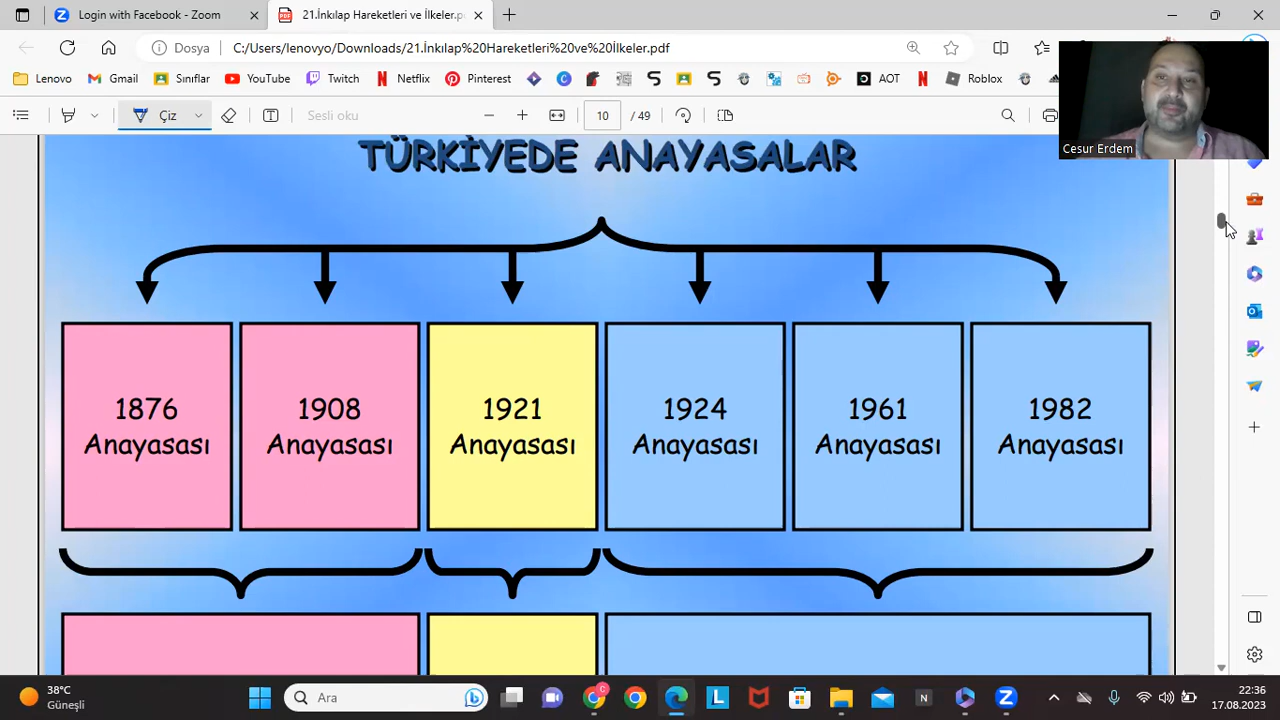 Login with Facebook - Zoom
21.İnkılap Hareketleri ve İlkeler.p
Dosya
C:/Users/lenovyo/Downloads/21.İnkılap%20Hareketleri%20ve%20İlkeler.pdf
Lenovo
Gmail
Sınıflar
YouTube
Twitch
Netflix
Pinterest
AOT
Roblox
Çiz
Sesli oku
10 / 49
Cesur Erdem
TÜRKİYEDE ANAYASALAR
1876
Anayasası
1908
Anayasası
1921
Anayasası
1924
Anayasası
1961
Anayasası
1982
Anayasası
38°C
Güneşli
Ara
22:36
17.08.2023